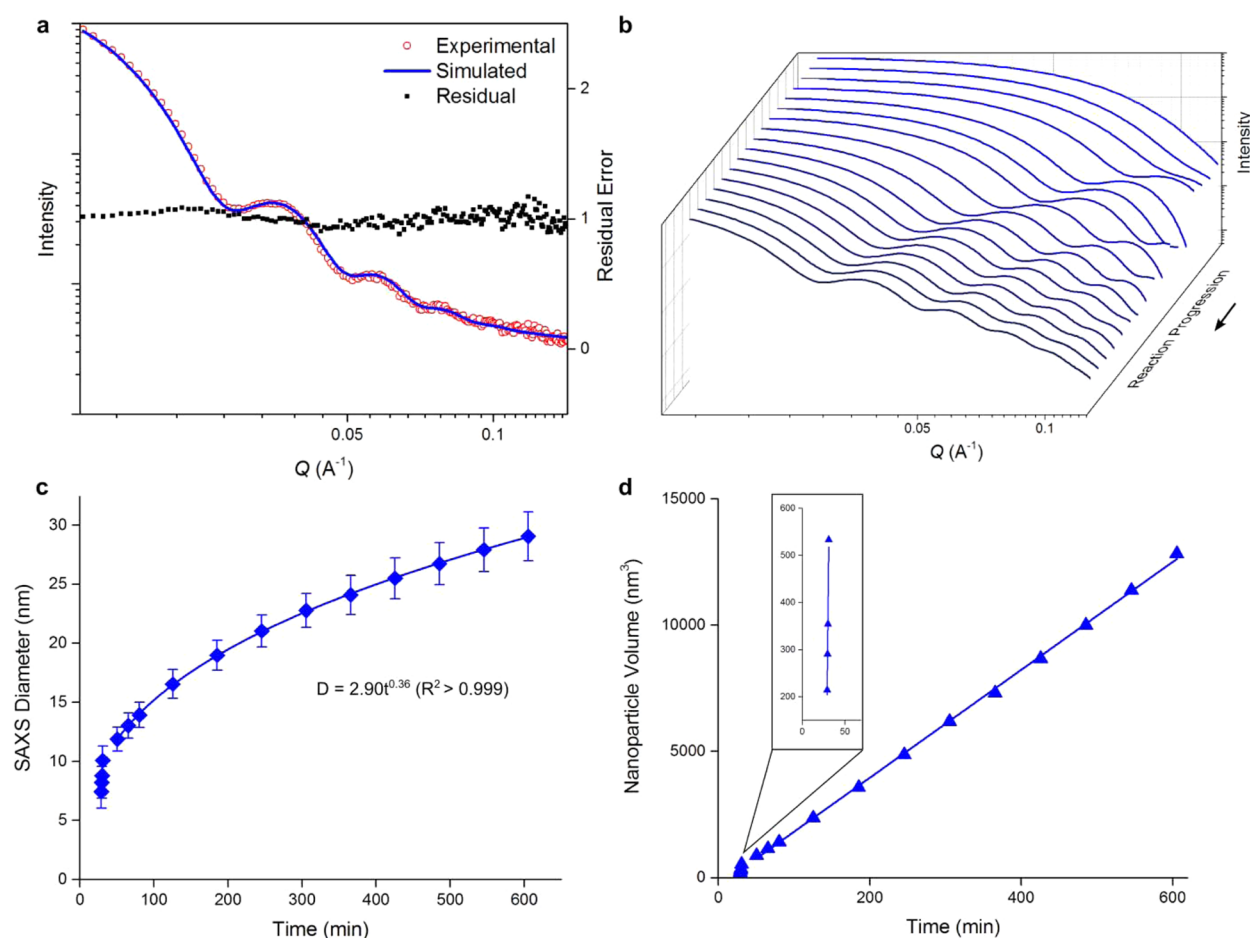 a
Experimental
Simulated
Residual
Intensity
Residual Error
2
1
0
0.05
0.1
Q (A⁻¹)
b
Intensity
Reaction Progression
0.05
0.1
Q (A⁻¹)
c
SAXS Diameter (nm)
30
25
20
15
10
5
0
D = 2.90t^0.36 (R² > 0.999)
0
100
200
300
400
500
600
Time (min)
d
Nanoparticle Volume (nm³)
15000
10000
5000
0
600
500
400
300
200
0
50
0
200
400
600
Time (min)